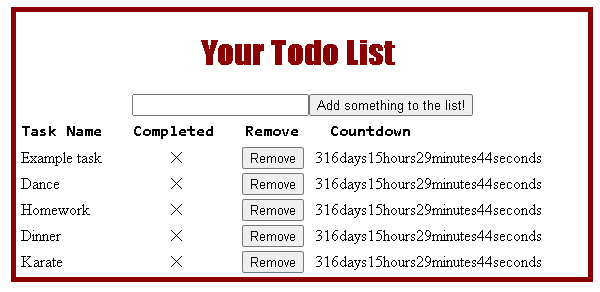 Your Todo List
Add something to the list!
Task Name Completed Remove Countdown
Example task Remove 316days15hours29minutes44seconds
Dance Remove 316days15hours29minutes44seconds
Homework Remove 316days15hours29minutes44seconds
Dinner Remove 316days15hours29minutes44seconds
Karate Remove 316days15hours29minutes44seconds